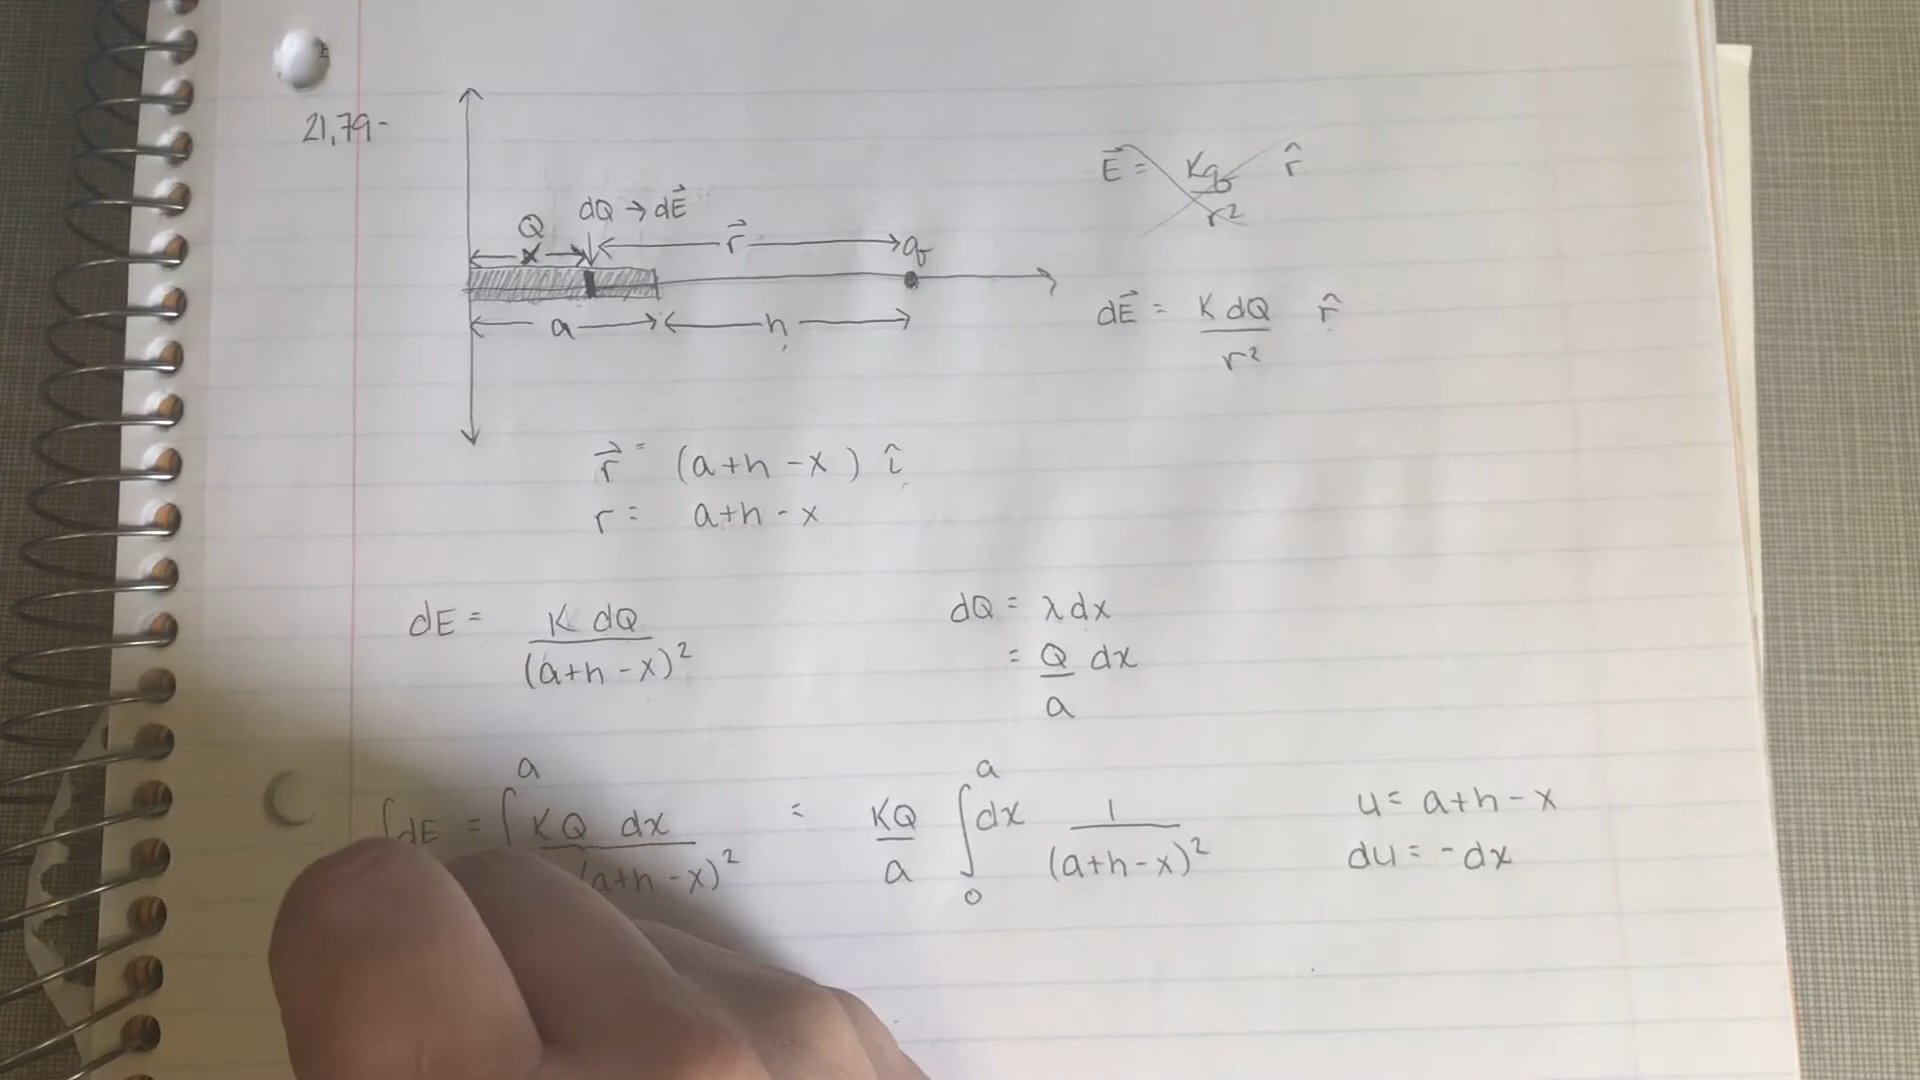 21,79-
E⃗ = Kq/r² r̂
dQ → dE⃗
Q
x
r⃗
q
a
h
dE⃗ = K dQ/r² r̂
r⃗ = (a+h-x) î
r = a+h-x
dE = K dQ/(a+h-x)²
dQ = λdx
= Q/a dx
∫dE = ∫^a KQ dx/(a+h-x)² = KQ/a ∫₀^a dx 1/(a+h-x)²
u = a+h-x
du = -dx